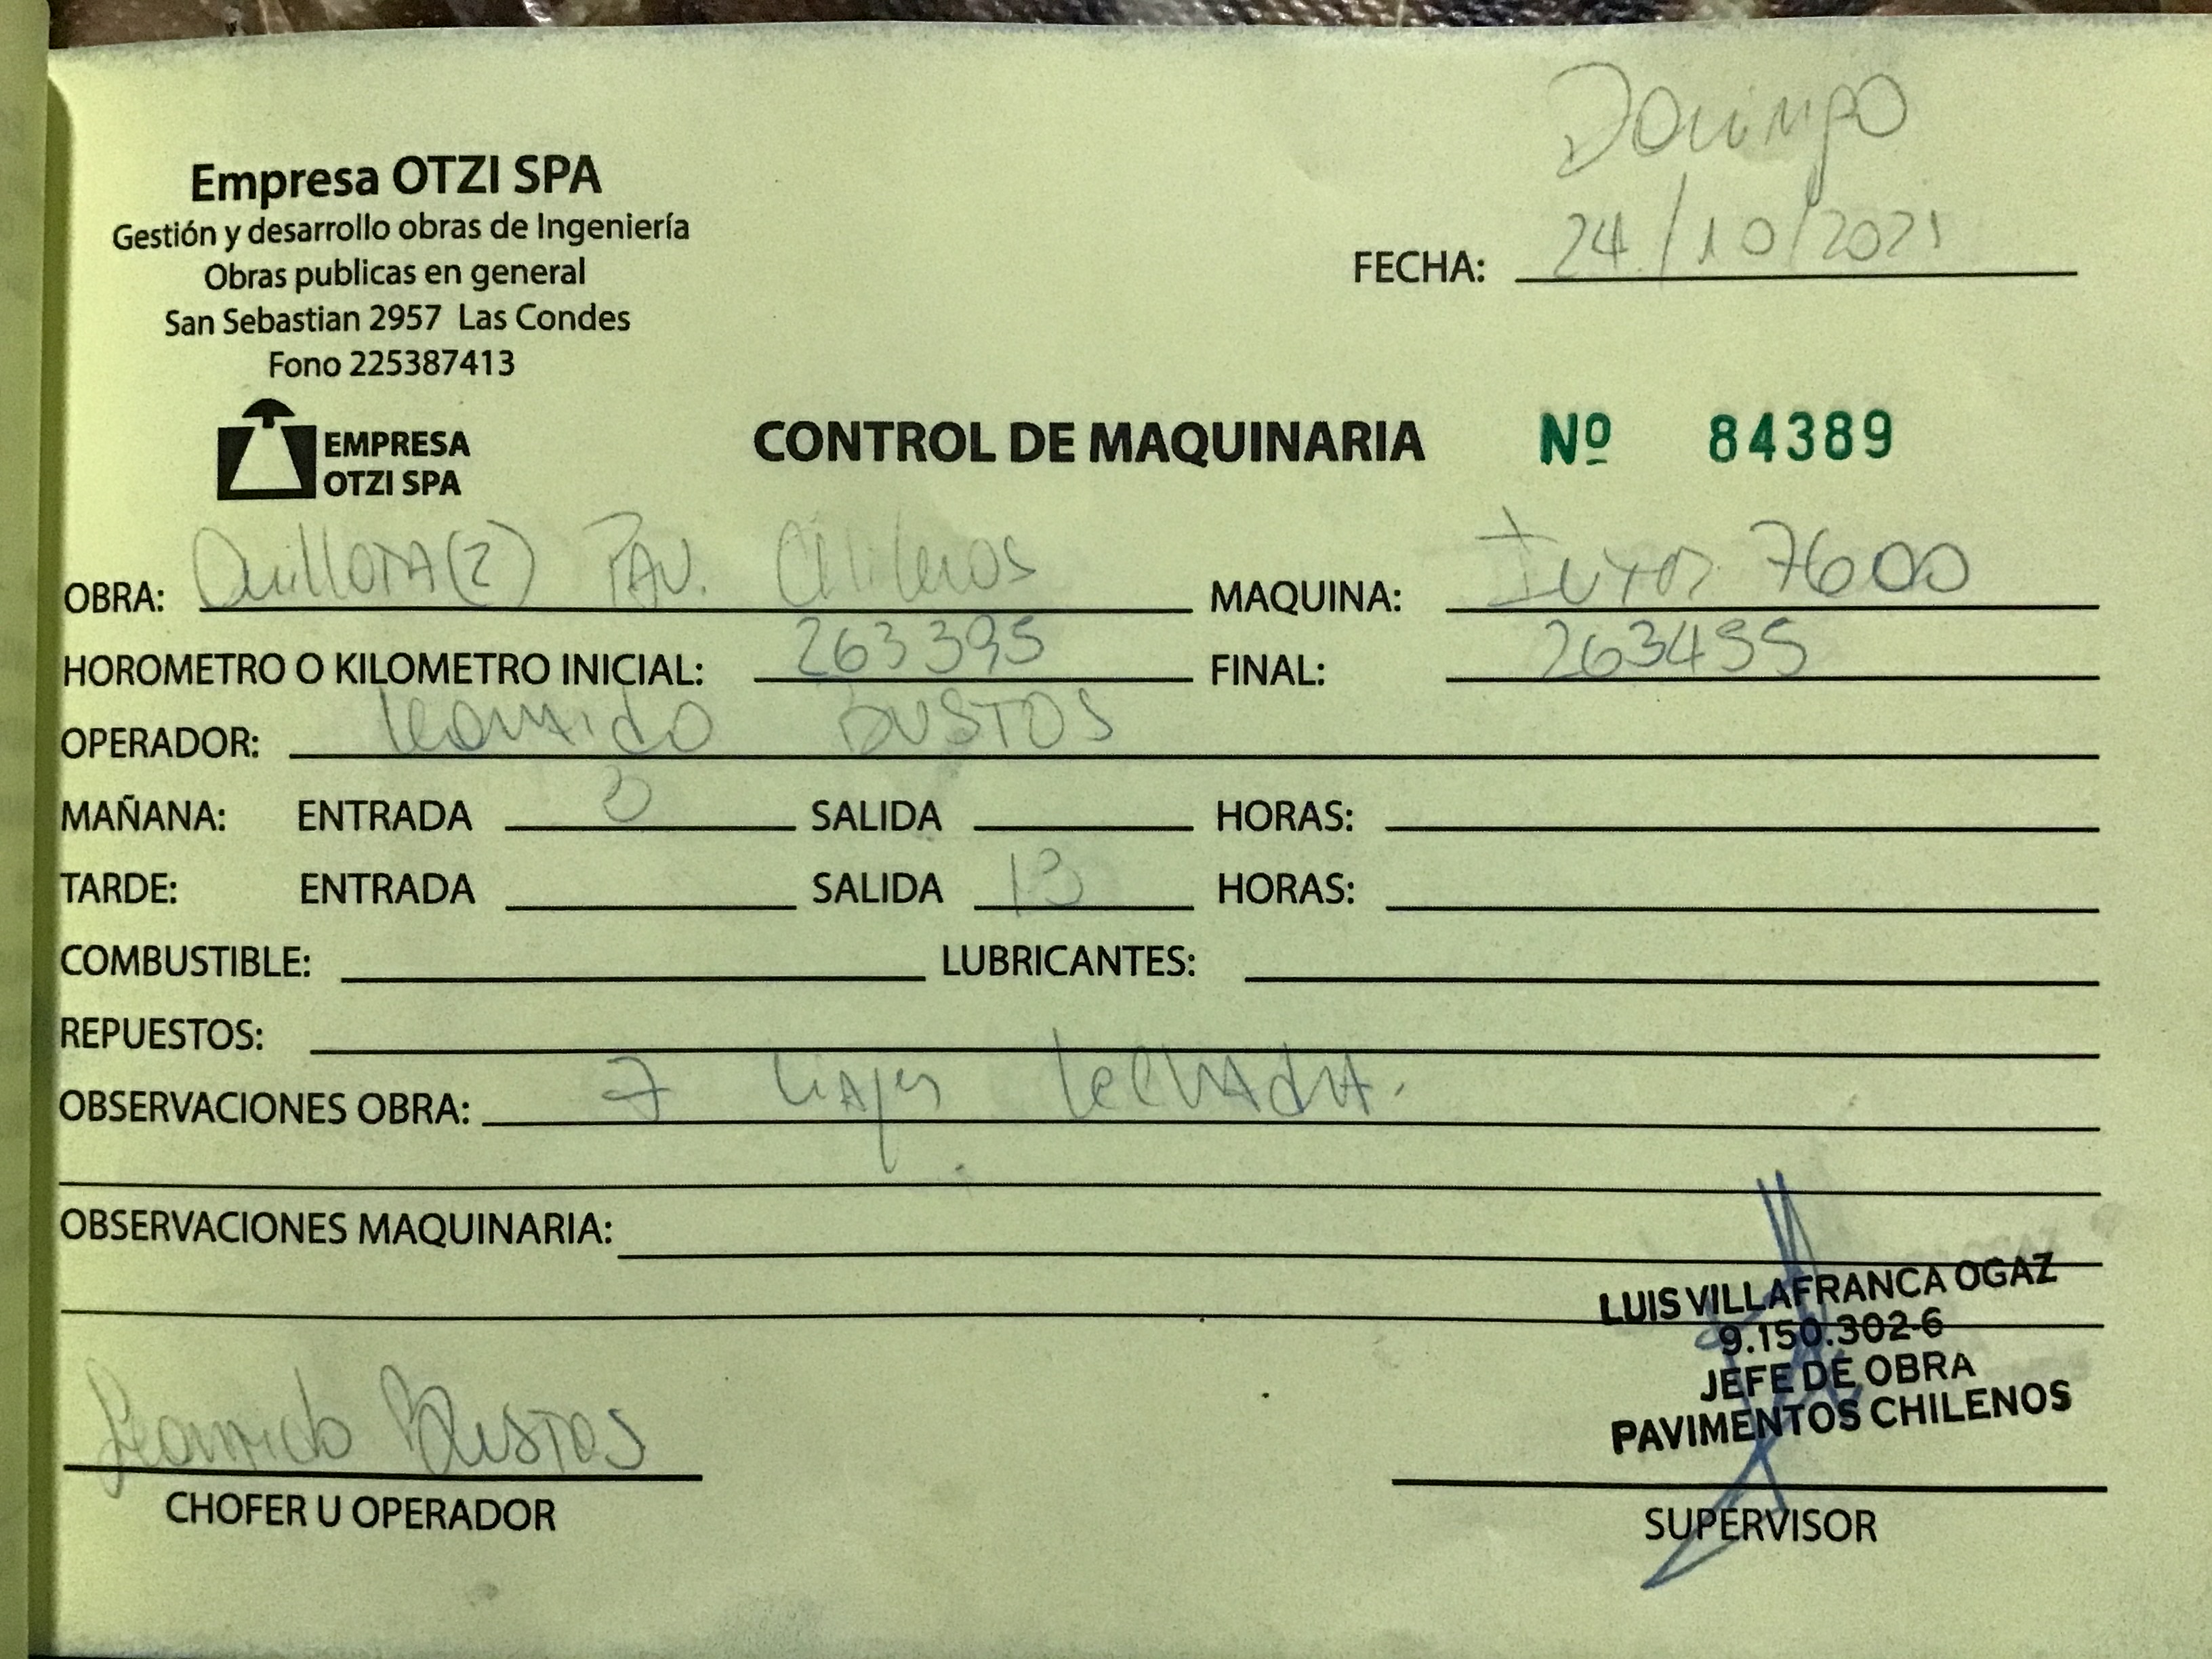 Domingo
Empresa OTZI SPA
Gestión y desarrollo obras de Ingeniería
Obras publicas en general
San Sebastian 2957 Las Condes
Fono 225387413
FECHA: 24/10/2021
EMPRESA
OTZI SPA
CONTROL DE MAQUINARIA Nº 84389
OBRA: Quillota (2) Pav. Chilenos MAQUINA: 7600
HOROMETRO O KILOMETRO INICIAL: 263395 FINAL: 263455
OPERADOR: Leonardo BUSTOS
MAÑANA: ENTRADA SALIDA HORAS:
TARDE: ENTRADA SALIDA 13 HORAS:
COMBUSTIBLE: LUBRICANTES:
REPUESTOS:
OBSERVACIONES OBRA: 7 viajes
OBSERVACIONES MAQUINARIA:
LUIS VILLAFRANCA OGAZ
9.150.302-6
JEFE DE OBRA
PAVIMENTOS CHILENOS
Leonardo Bustos
CHOFER U OPERADOR
SUPERVISOR